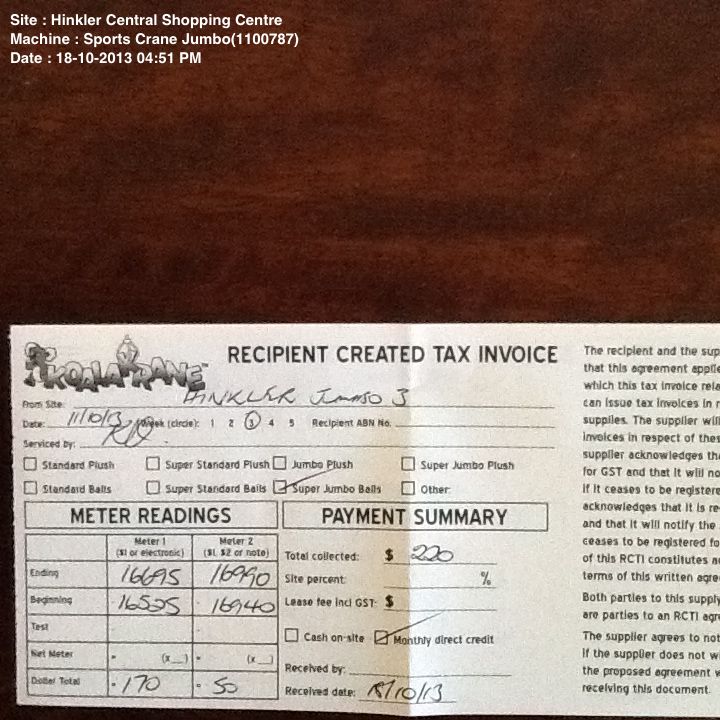 Site : Hinkler Central Shopping Centre
Machine : Sports Crane Jumbo(1100787)
Date : 18-10-2013 04:51 PM
KOALA KRANE™ RECIPIENT CREATED TAX INVOICE
From Site: HINKLER Jumbo 3
Date: 11/10/13 Week (circle): 1 2 3 4 5 Recipient ABN No.
Serviced by:
Standard Plush Super Standard Plush Jumbo Plush Super Jumbo Plush
Standard Balls Super Standard Balls Super Jumbo Balls Other:
METER READINGS
Meter 1 Meter 2
($1 or electronic) ($1, $2 or note)
Ending 16695 16990
Beginning 16525 16940
Test
Net Meter - (x__) - (x__)
Dollar Total 170 50
PAYMENT SUMMARY
Total collected: $ 220
Site percent: %
Lease fee incl GST: $
Cash on-site Monthly direct credit
Received by:
Received date: 18/10/13
The recipient and the sup
that this agreement applie
which this tax invoice rela
can issue tax invoices in r
supplies. The supplier will
invoices in respect of thes
supplier acknowledges tha
for GST and that it will no
if it ceases to be registere
acknowledges that it is re
and that it will notify the
ceases to be registered fo
of this RCTI constitutes a
terms of this written agre
Both parties to this supply
are parties to an RCTI agr
The supplier agrees to not
if the supplier does not w
the proposed agreement w
receiving this document.